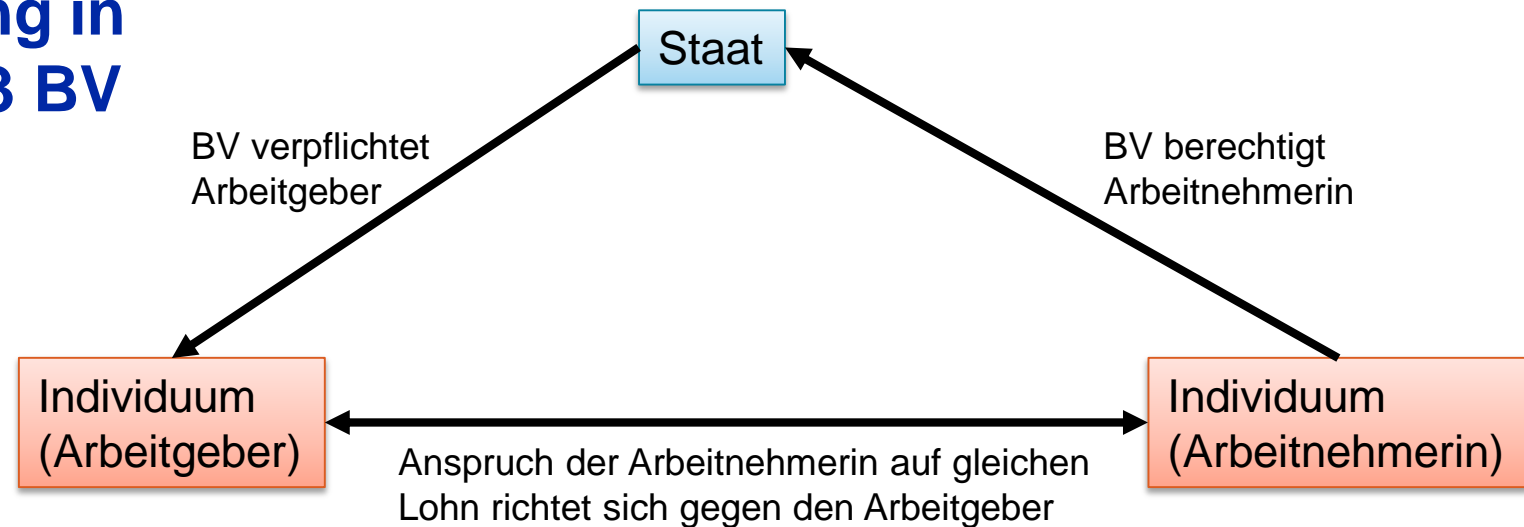 ng in
3 BV
Staat
BV verpflichtet
Arbeitgeber
BV berechtigt
Arbeitnehmerin
Individuum
(Arbeitgeber)
Anspruch der Arbeitnehmerin auf gleichen
Lohn richtet sich gegen den Arbeitgeber
Individuum
(Arbeitnehmerin)